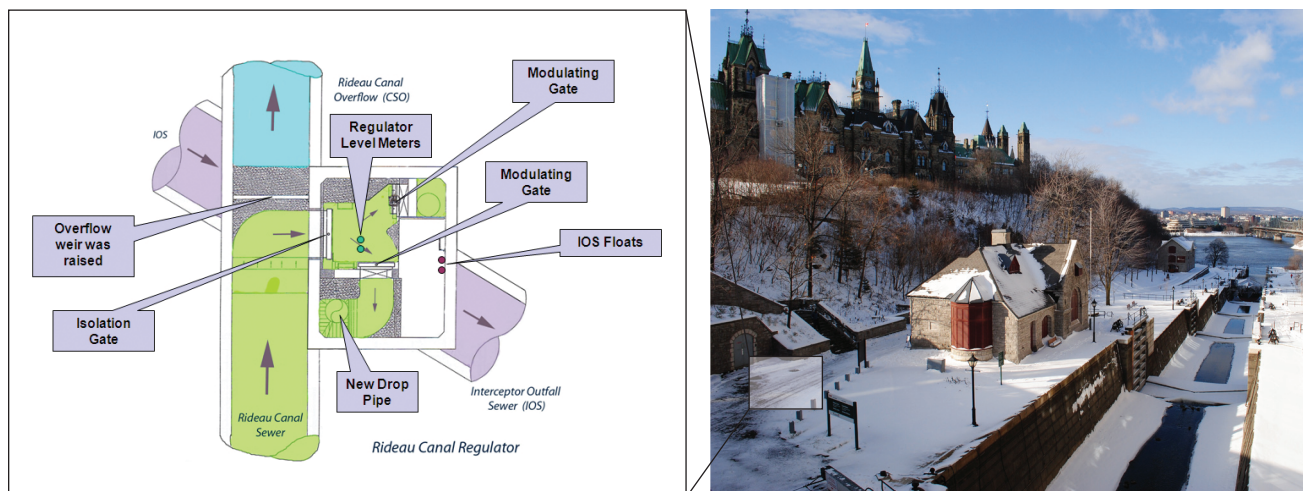 Modulating
Gate
Rideau Canal
Overflow (CSO)
Regulator
Level Meters
IOS
Modulating
Gate
Overflow
weir was
raised
IOS Floats
Isolation
Gate
New Drop
Pipe
Interceptor Outfall
Sewer (IOS)
Rideau Canal
Sewer
Rideau Canal Regulator